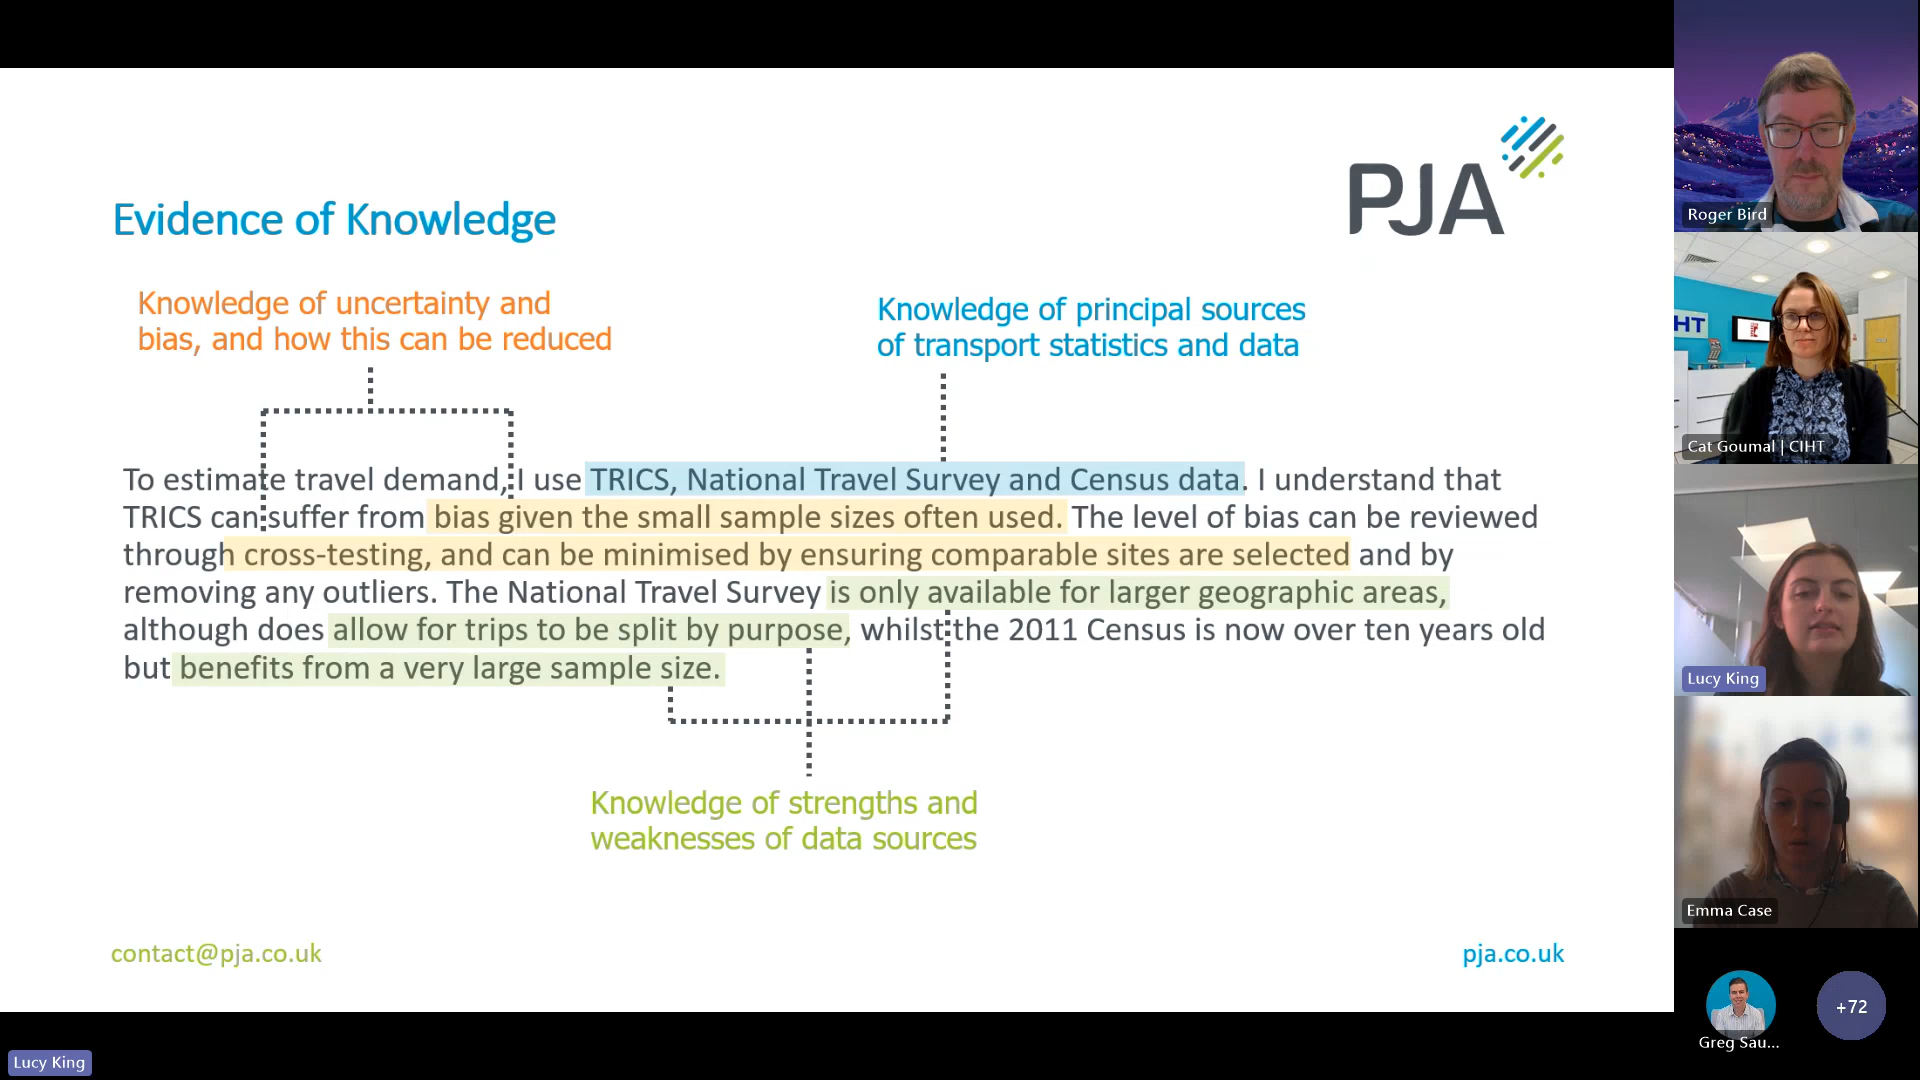 PJA
Evidence of Knowledge
Knowledge of uncertainty and
bias, and how this can be reduced
Knowledge of principal sources
of transport statistics and data
To estimate travel demand, I use TRICS, National Travel Survey and Census data. I understand that
TRICS can suffer from bias given the small sample sizes often used. The level of bias can be reviewed
through cross-testing, and can be minimised by ensuring comparable sites are selected and by
removing any outliers. The National Travel Survey is only available for larger geographic areas,
although does allow for trips to be split by purpose, whilst the 2011 Census is now over ten years old
but benefits from a very large sample size.
Knowledge of strengths and
weaknesses of data sources
contact@pja.co.uk
pja.co.uk
Lucy King
Roger Bird
HT
Cat Goumal | CIHT
Lucy King
Emma Case
Greg Sau...
+72